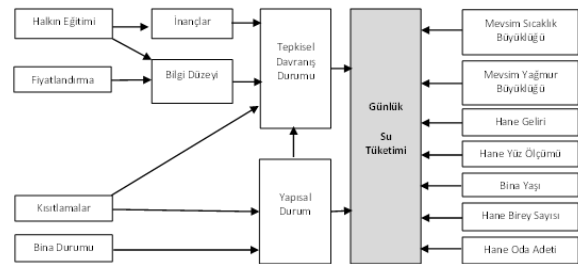 Halkın Eğitimi
Fiyatlandırma
Kısıtlamalar
Bina Durumu
İnançlar
Bilgi Düzeyi
Tepkisel
Davranış
Durumu
Yapısal
Durum
Günlük
Su
Tüketimi
Mevsim Sıcaklık
Büyüklüğü
Mevsim Yağmur
Büyüklüğü
Hane Geliri
Hane Yüz Ölçümü
Bina Yaşı
Hane Birey Sayısı
Hane Oda Adeti